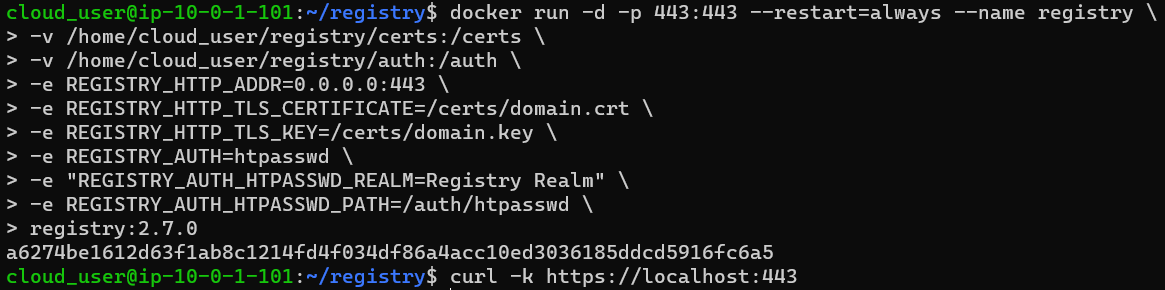 cloud_user@ip-10-0-1-101:~/registry$ docker run -d -p 443:443 --restart=always --name registry \
> -v /home/cloud_user/registry/certs:/certs \
> -v /home/cloud_user/registry/auth:/auth \
> -e REGISTRY_HTTP_ADDR=0.0.0.0:443 \
> -e REGISTRY_HTTP_TLS_CERTIFICATE=/certs/domain.crt \
> -e REGISTRY_HTTP_TLS_KEY=/certs/domain.key \
> -e REGISTRY_AUTH=htpasswd \
> -e "REGISTRY_AUTH_HTPASSWD_REALM=Registry Realm" \
> -e REGISTRY_AUTH_HTPASSWD_PATH=/auth/htpasswd \
> registry:2.7.0
a6274be1612d63f1ab8c1214fd4f034df86a4acc10ed3036185ddcd5916fc6a5
cloud_user@ip-10-0-1-101:~/registry$ curl -k https://localhost:443